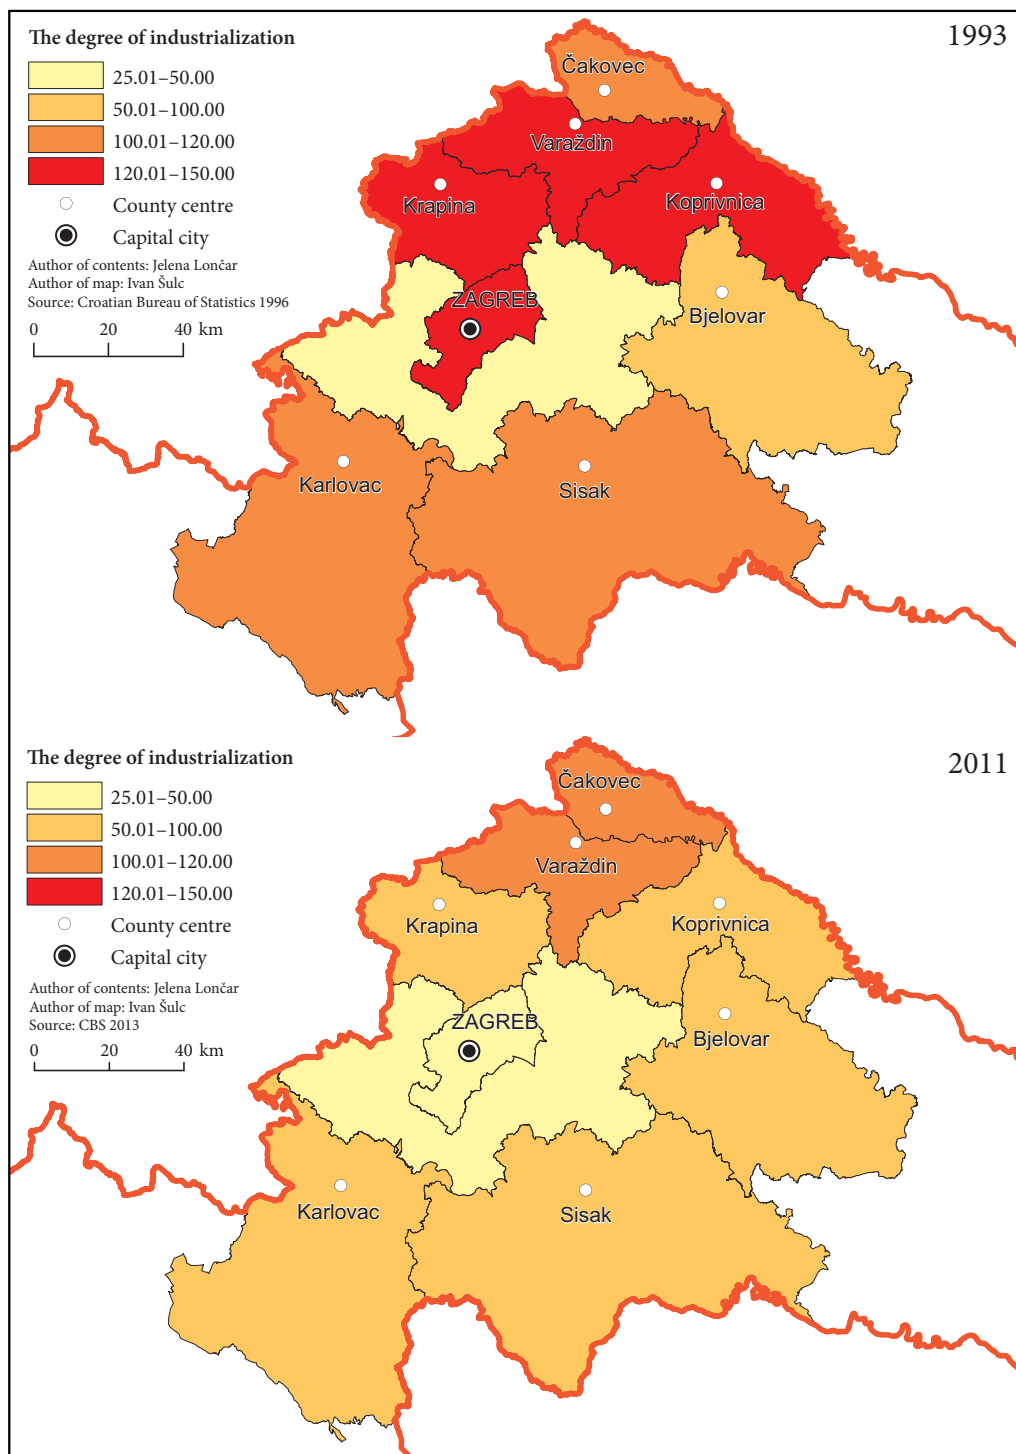 The degree of industrialization
1993
25.01–50.00
50.01–100.00
100.01–120.00
120.01–150.00
County centre
Capital city
Author of contents: Jelena Lončar
Author of map: Ivan Šulc
Source: Croatian Bureau of Statistics 1996
0 20 40 km
Čakovec
Varaždin
Krapina
Koprivnica
ZAGREB
Bjelovar
Karlovac
Sisak
The degree of industrialization
2011
25.01–50.00
50.01–100.00
100.01–120.00
120.01–150.00
County centre
Capital city
Author of contents: Jelena Lončar
Author of map: Ivan Šulc
Source: CBS 2013
0 20 40 km
Čakovec
Varaždin
Krapina
Koprivnica
ZAGREB
Bjelovar
Karlovac
Sisak